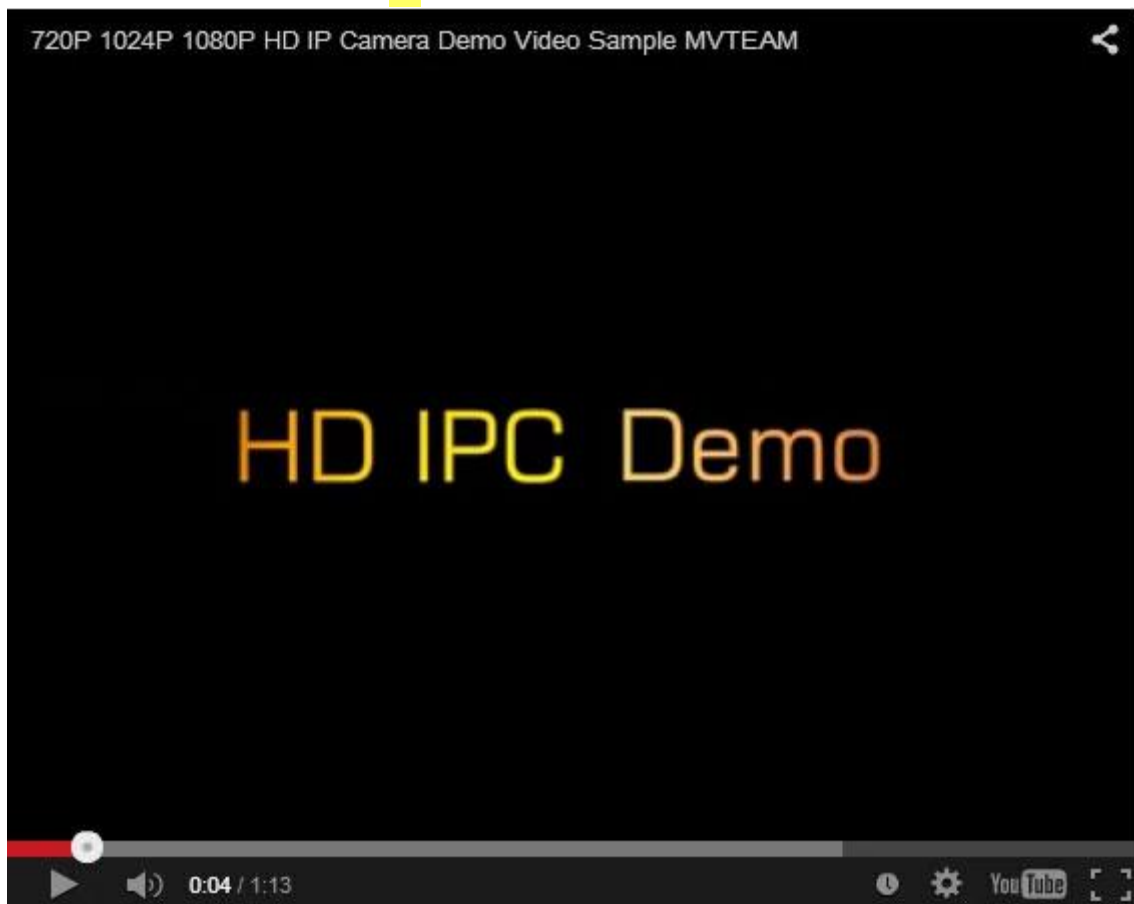 720P 1024P 1080P HD IP Camera Demo Video Sample MVTEAM
HD IPC Demo
0:04 / 1:13
YouTube